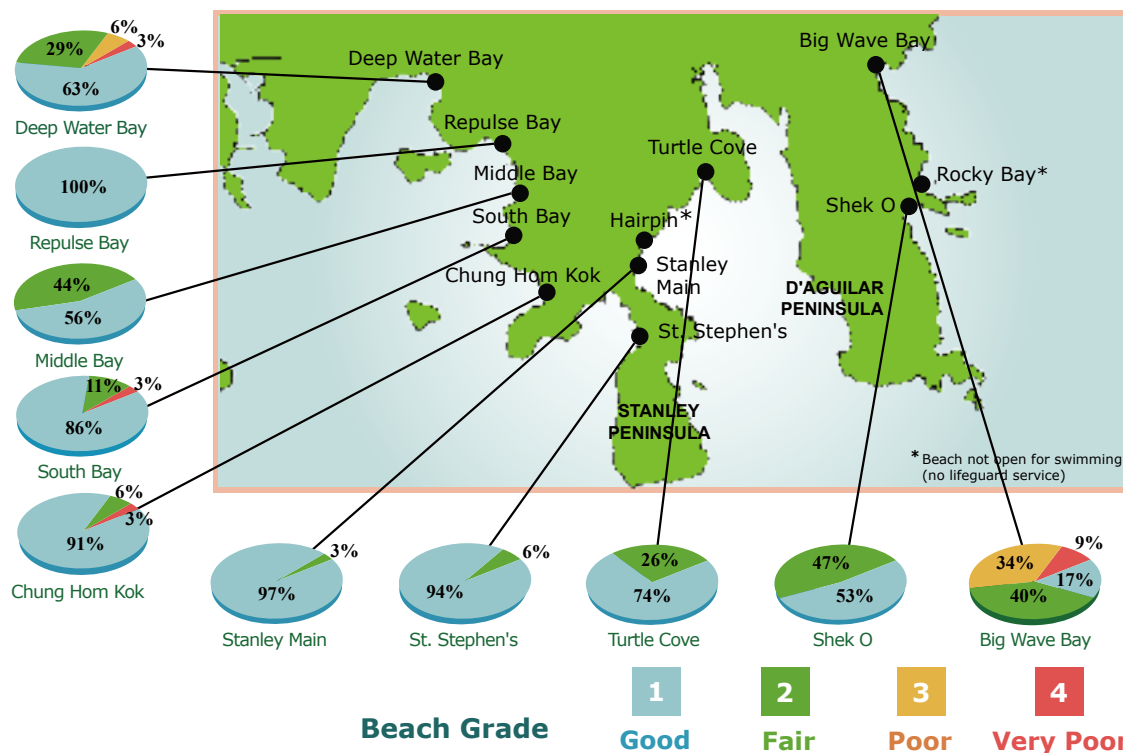 29%
6%
3%
63%
Deep Water Bay
100%
Repulse Bay
44%
56%
Middle Bay
11%
3%
86%
South Bay
6%
3%
91%
Chung Hom Kok
Deep Water Bay
Big Wave Bay
Repulse Bay
Turtle Cove
Middle Bay
Rocky Bay*
South Bay
Shek O
Hairpin*
Stanley
Main
Chung Hom Kok
D'AGUILAR
PENINSULA
St. Stephen's
STANLEY
PENINSULA
* Beach not open for swimming
(no lifeguard service)
3%
97%
Stanley Main
6%
94%
St. Stephen's
26%
74%
Turtle Cove
47%
53%
Shek O
34%
9%
17%
40%
Big Wave Bay
Beach Grade
1
Good
2
Fair
3
Poor
4
Very Poor